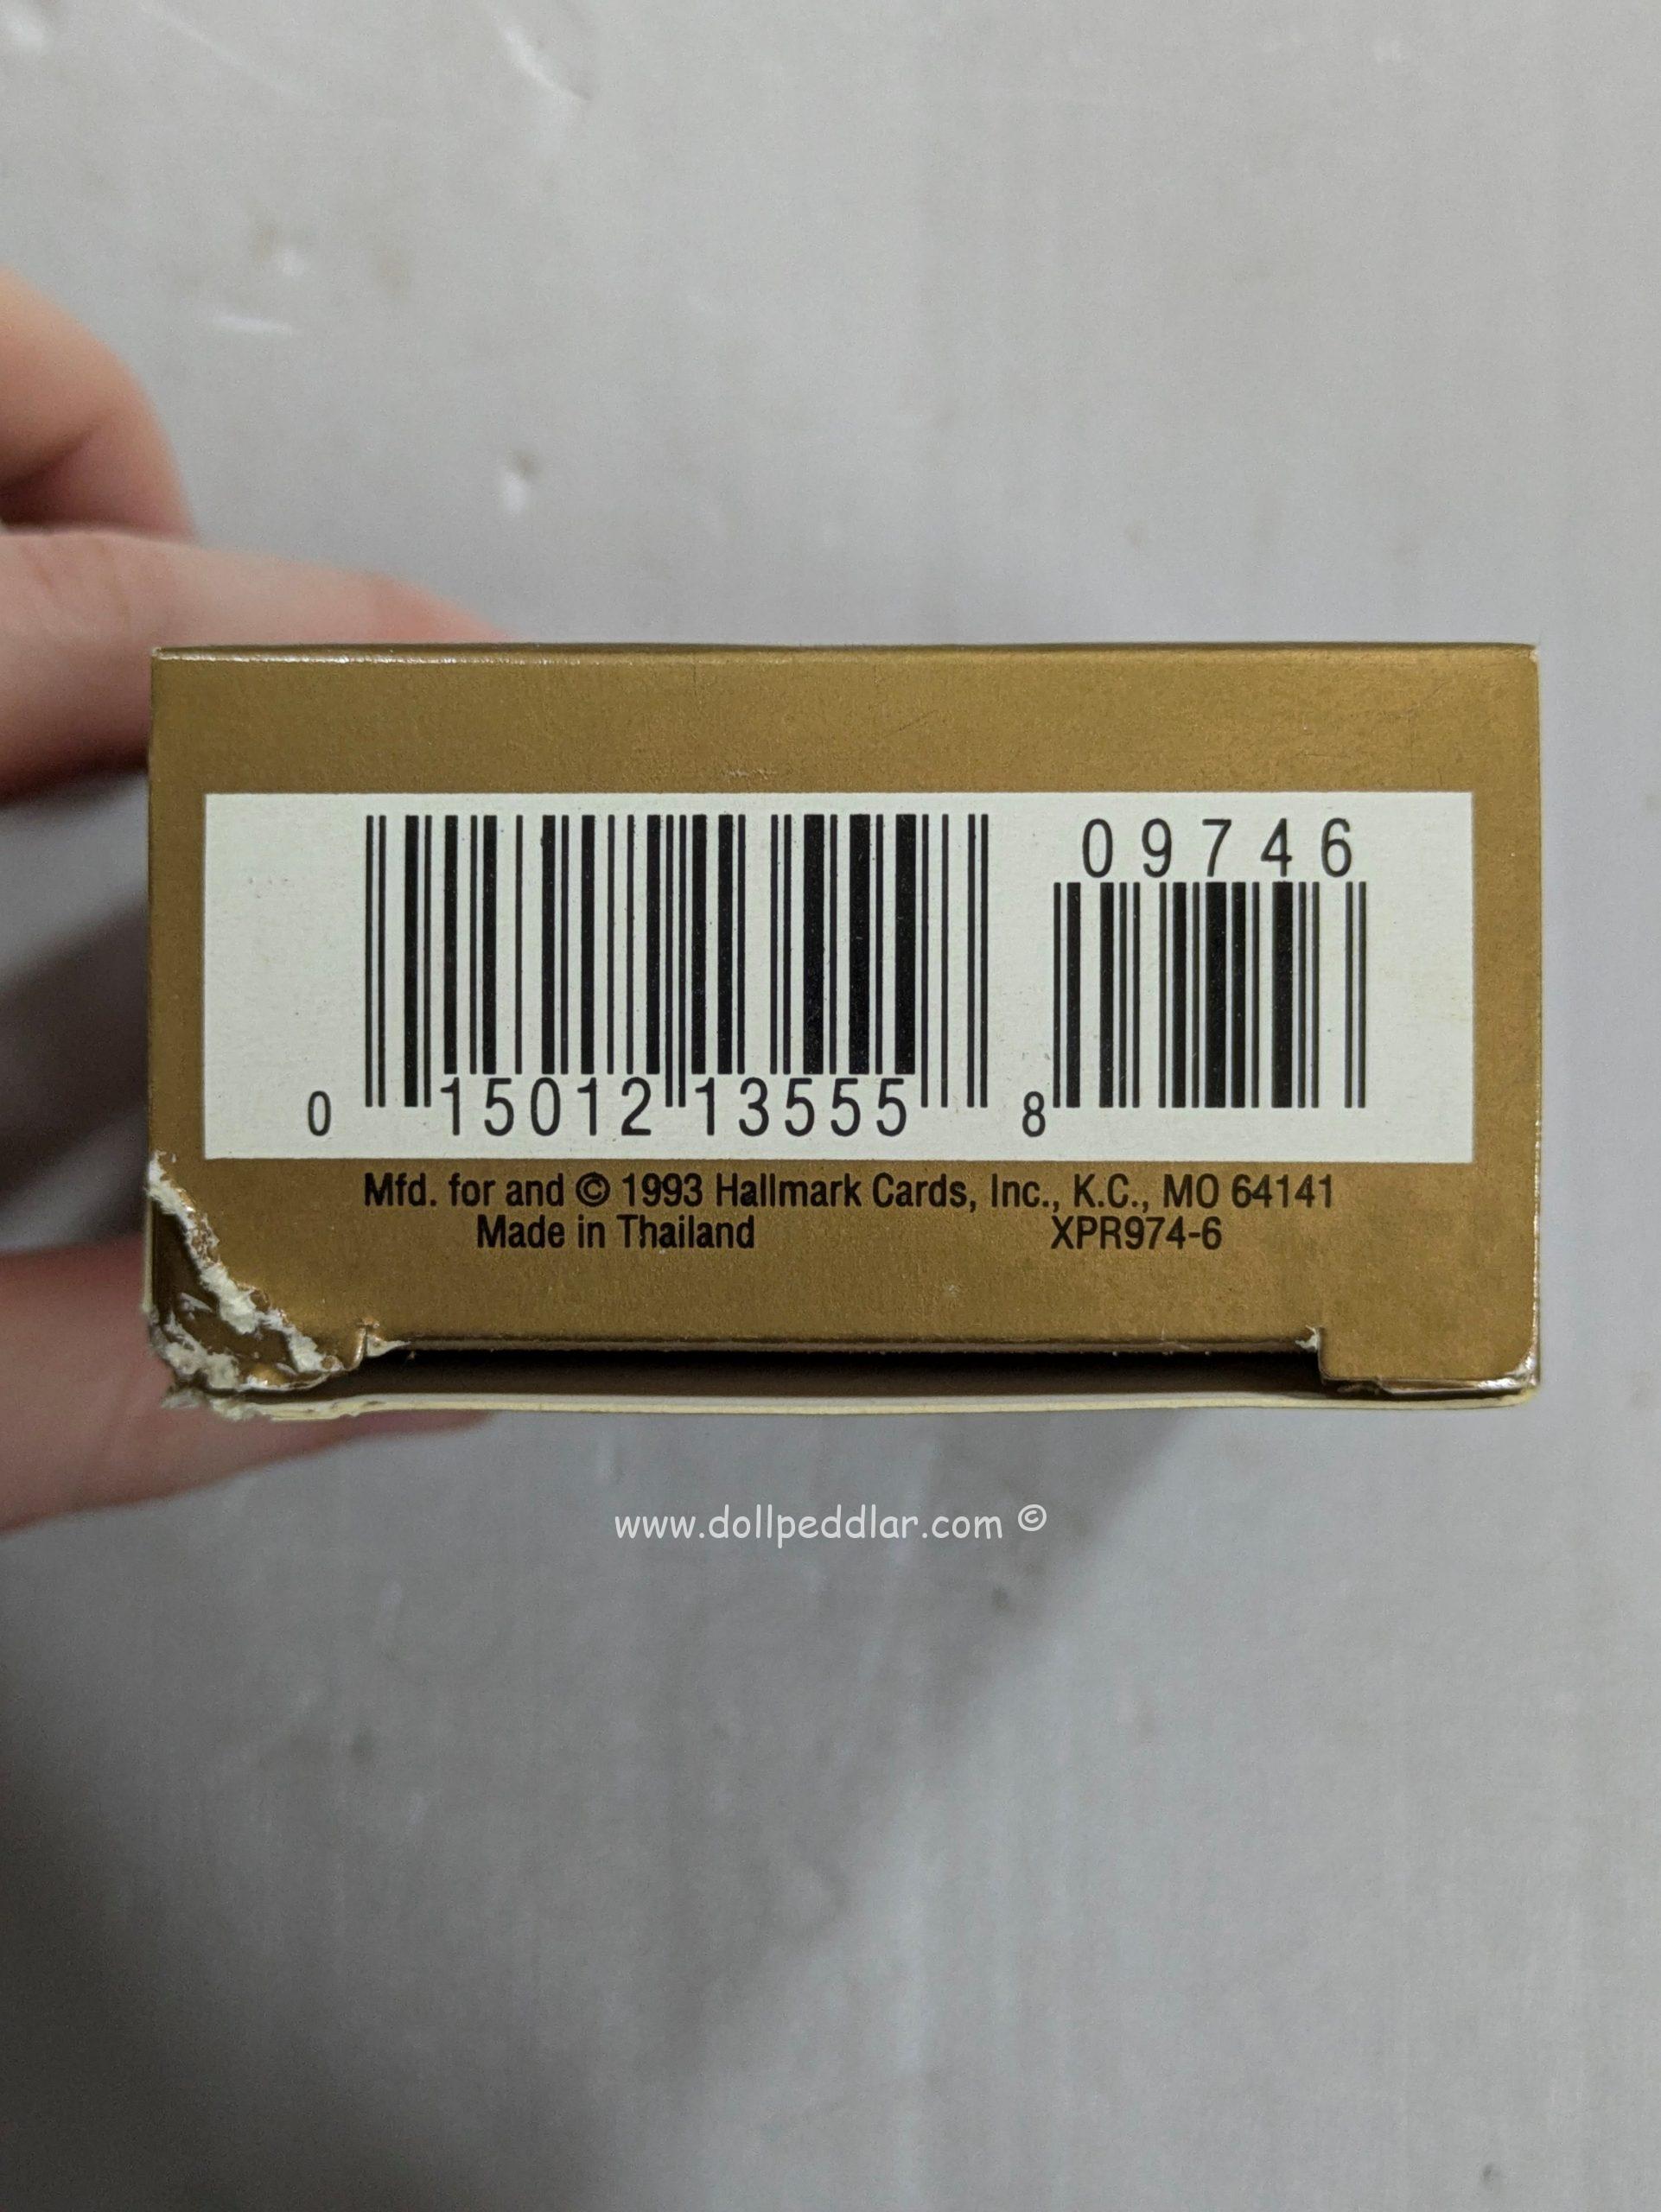 09746
0 15012 13555 8
Mfd. for and © 1993 Hallmark Cards, Inc., K.C., MO 64141
Made in Thailand XPR974-6
www.dollpeddlar.com ©